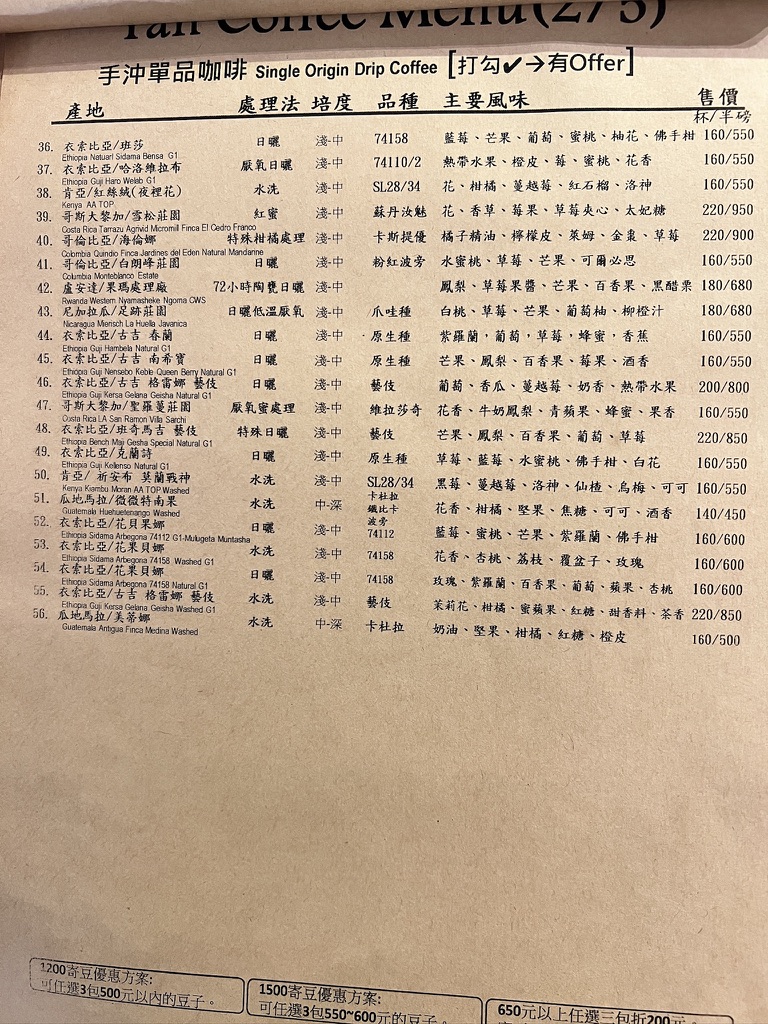 Tan Coffee Menu(2/5)
手沖單品咖啡 Single Origin Drip Coffee [打勾✔→有Offer]
產地 處理法 培度 品種 主要風味 售價
杯/半磅
36. 衣索比亞/班莎 日曬 淺-中 74158 藍莓、芒果、葡萄、蜜桃、柚花、佛手柑 160/550
Ethiopia Natuarl Sidama Bensa G1
37. 衣索比亞/哈洛維拉布 厭氧日曬 淺-中 74110/2 熱帶水果、橙皮、莓、蜜桃、花香 160/550
Ethiopia Guji Haro Welab G1
38. 肯亞/紅絲絨(夜裡花) 水洗 淺-中 SL28/34 花、柑橘、蔓越莓、紅石榴、洛神 160/550
Kenya AA TOP
39. 哥斯大黎加/雪松莊園 紅蜜 淺-中 蘇丹汝魅 花、香草、莓果、草莓夾心、太妃糖 220/950
Costa Rica Tarrazu Agrivid Micromill Finca El Cedro Franco
40. 哥倫比亞/海倫娜 特殊柑橘處理 淺-中 卡斯提優 橘子精油、檸檬皮、萊姆、金棗、草莓 220/900
Colombia Quindio Finca Jardines del Eden Natural Mandarine
41. 哥倫比亞/白朗峰莊園 日曬 淺-中 粉紅波旁 水蜜桃、草莓、芒果、可爾必思 160/550
Columbia Monteblanco Estate
42. 盧安達/果瑪處理廠 72小時陶甕日曬 淺-中 鳳梨、草莓果醬、芒果、百香果、黑醋栗 180/680
Rwanda Western Nyamasheke Ngoma CWS
43. 尼加拉瓜/足跡莊園 日曬低溫厭氧 淺-中 爪哇種 白桃、草莓、芒果、葡萄柚、柳橙汁 180/680
Nicaragua Merisch La Huella Javanica
44. 衣索比亞/古吉 春蘭 日曬 淺-中 原生種 紫羅蘭，葡萄，草莓，蜂蜜，香蕉 160/550
Ethiopia Guji Hambela Natural G1
45. 衣索比亞/古吉 南希寶 日曬 淺-中 原生種 芒果、鳳梨、百香果、莓果、酒香 160/550
Ethiopia Guji Nensebo Keble Queen Berry Natural G1
46. 衣索比亞/古吉 格雷娜 藝伎 日曬 淺-中 藝伎 葡萄、香瓜、蔓越莓、奶香、熱帶水果 200/800
Ethiopia Guji Kersa Gelana Geisha Natural G1
47. 哥斯大黎加/聖羅蔓莊園 厭氧蜜處理 淺-中 維拉莎奇 花香、牛奶鳳梨、青蘋果、蜂蜜、果香 160/550
Costa Rica LA San Ramon Villa Sarchi
48. 衣索比亞/班奇馬吉 藝伎 特殊日曬 淺-中 藝伎 芒果、鳳梨、百香果、葡萄、草莓 220/850
Ethiopia Bench Maji Gesha Special Natural G1
49. 衣索比亞/克蘭詩 日曬 淺-中 原生種 草莓、藍莓、水蜜桃、佛手柑、白花 160/550
Ethiopia Guji Kellenso Natural G1
50. 肯亞/ 祈安布 莫蘭戰神 水洗 淺-中 SL28/34 黑莓、蔓越莓、洛神、仙楂、烏梅、可可 160/550
Kenya Kiambu Moran AA TOP Washed
51. 瓜地馬拉/微微特南果 水洗 中-深 卡杜拉 鐵比卡 波旁 花香、柑橘、堅果、焦糖、可可、酒香 140/450
Guatemala Huehuetenango Washed
52. 衣索比亞/花貝果娜 日曬 淺-中 74112 藍莓、蜜桃、芒果、紫羅蘭、佛手柑 160/600
Ethiopia Sidama Arbegona 74112 G1-Mulugeta Muntasha
53. 衣索比亞/花果貝娜 水洗 淺-中 74158 花香、杏桃、荔枝、覆盆子、玫瑰 160/600
Ethiopia Sidama Arbegona 74158 Washed G1
54. 衣索比亞/花果貝娜 日曬 淺-中 74158 玫瑰、紫羅蘭、百香果、葡萄、蘋果、杏桃 160/600
Ethiopia Sidama Arbegona 74158 Natural G1
55. 衣索比亞/古吉 格雷娜 藝伎 水洗 淺-中 藝伎 茉莉花、柑橘、蜜蘋果、紅糖、甜香料、茶香 220/850
Ethiopia Guji Kersa Gelana Geisha Washed G1
56. 瓜地馬拉/美蒂娜 水洗 中-深 卡杜拉 奶油、堅果、柑橘、紅糖、橙皮 160/500
Guatemala Antigua Finca Medina Washed
1200寄豆優惠方案:
可任選3包500元以內的豆子。
1500寄豆優惠方案:
可任選3包550~600元的豆子。
650元以上任選三包折200元。